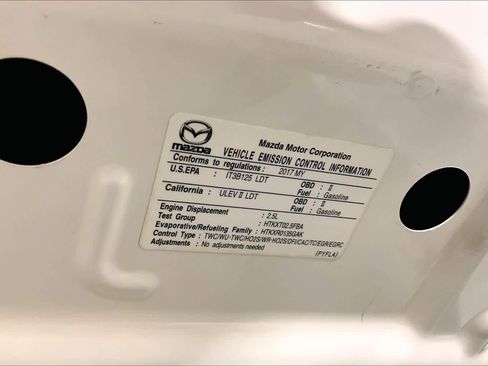 mazda
Mazda Motor Corporation
VEHICLE EMISSION CONTROL INFORMATION
Conforms to regulations : 2017 MY
U.S.EPA : IT3B125 LDT OBD : II
Fuel : Gasoline
California : ULEV II LDT OBD : II
Fuel : Gasoline
Engine Displacement : 2.5L
Test Group : HTKXT02.5FBA
Evaporative/Refueling Family : HTKXR0135GAK
Control Type : TWC/WU-TWC/HO2S/WR-HO2S/DFI/CAC/TC/EGR/EGRC
Adjustments : No adjustments needed
(PYFLA)